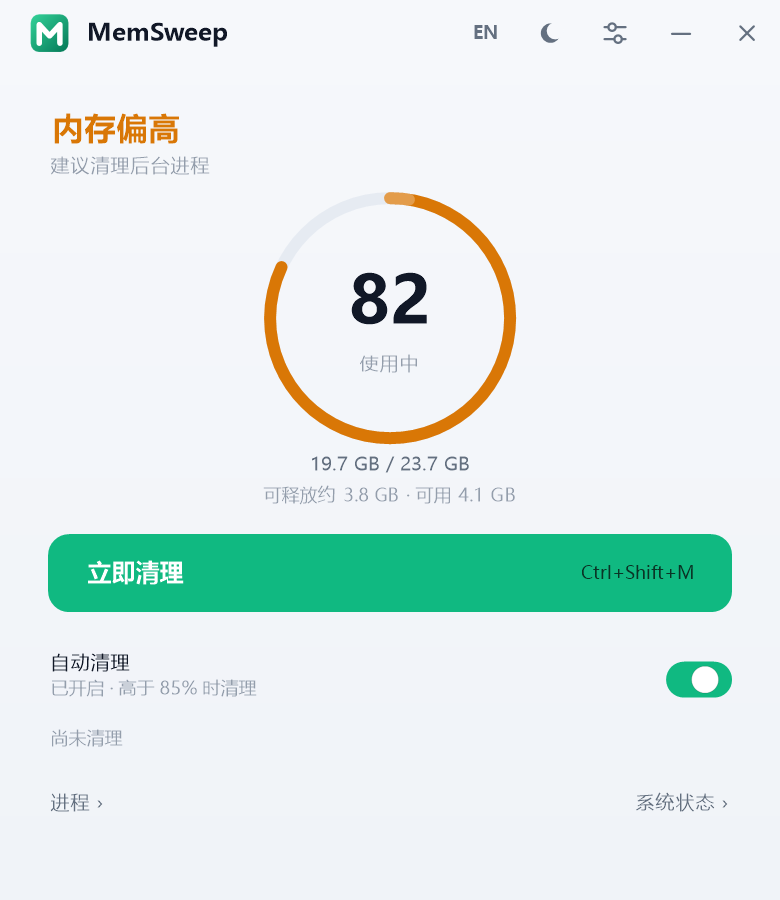 MemSweep EN
内存偏高
建议清理后台进程
82
使用中
19.7 GB / 23.7 GB
可释放约 3.8 GB · 可用 4.1 GB
立即清理 Ctrl+Shift+M
自动清理
已开启 · 高于 85% 时清理
尚未清理
进程 › 系统状态 ›